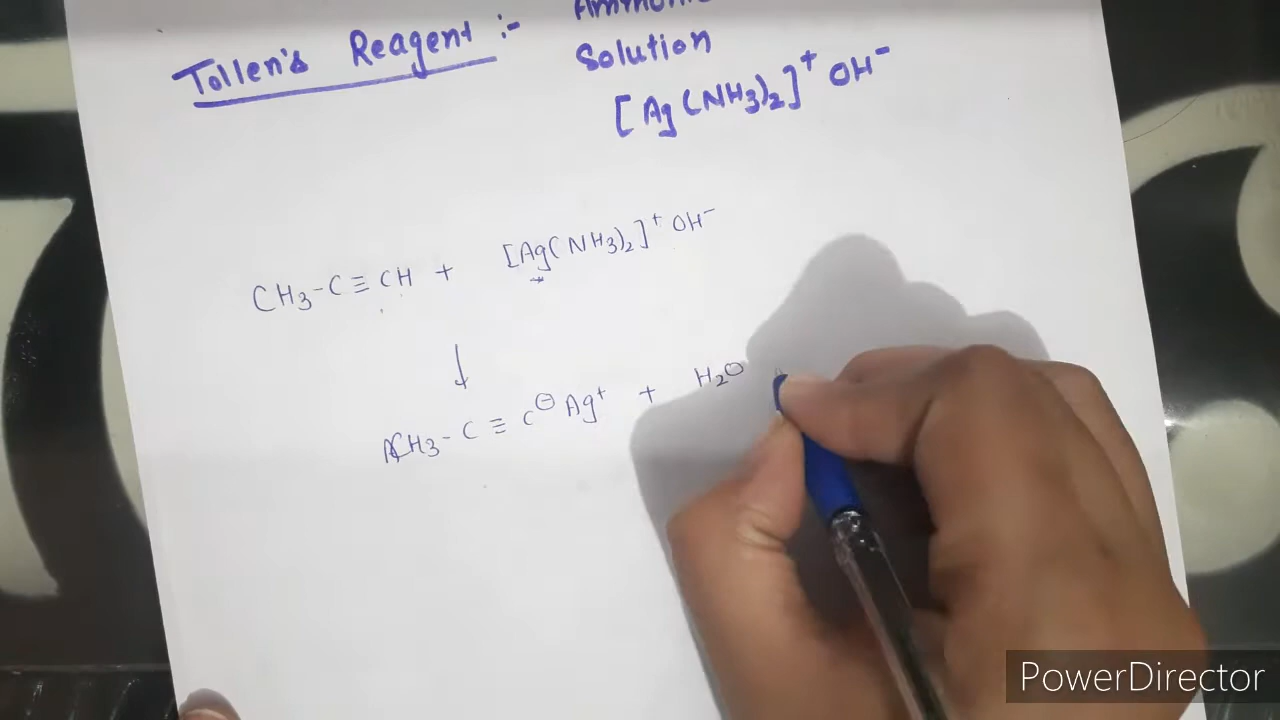 Tollen's Reagent :-
Solution
[Ag(NH3)2]+ OH-
CH3-C≡CH + [Ag(NH3)2]+ OH-
↓
CH3-C≡C⊖ Ag+ + H2O
PowerDirector